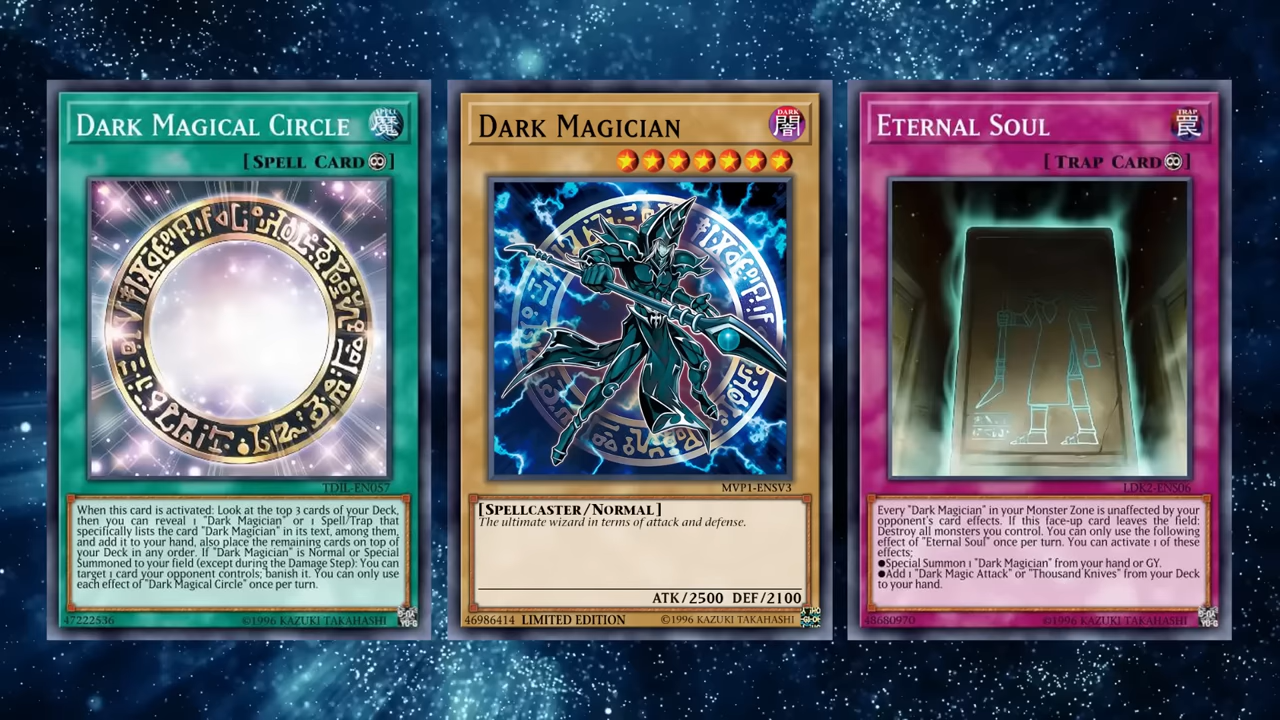 DARK MAGICAL CIRCLE
[SPELL CARD]
TDIL-EN057
When this card is activated: Look at the top 3 cards of your Deck,
then you can reveal 1 "Dark Magician" or 1 Spell/Trap that
specifically lists the card "Dark Magician" in its text, among them,
and add it to your hand, also place the remaining cards on top of
your Deck in any order. If "Dark Magician" is Normal or Special
Summoned to your field (except during the Damage Step): You can
target 1 card your opponent controls; banish it. You can only use
each effect of "Dark Magical Circle" once per turn.
47222536 ©1996 KAZUKI TAKAHASHI
DARK MAGICIAN
DARK
闇
MVP1-ENSV3
[SPELLCASTER/NORMAL]
The ultimate wizard in terms of attack and defense.
ATK/2500 DEF/2100
46986414 LIMITED EDITION ©1996 KAZUKI TAKAHASHI
ETERNAL SOUL
TRAP
罠
[TRAP CARD]
LDK2-ENS06
Every "Dark Magician" in your Monster Zone is unaffected by your
opponent's card effects. If this face-up card leaves the field:
Destroy all monsters you control. You can only use the following
effect of "Eternal Soul" once per turn. You can activate 1 of these
effects;
●Special Summon 1 "Dark Magician" from your hand or GY.
●Add 1 "Dark Magic Attack" or "Thousand Knives" from your Deck
to your hand.
48680970 ©1996 KAZUKI TAKAHASHI